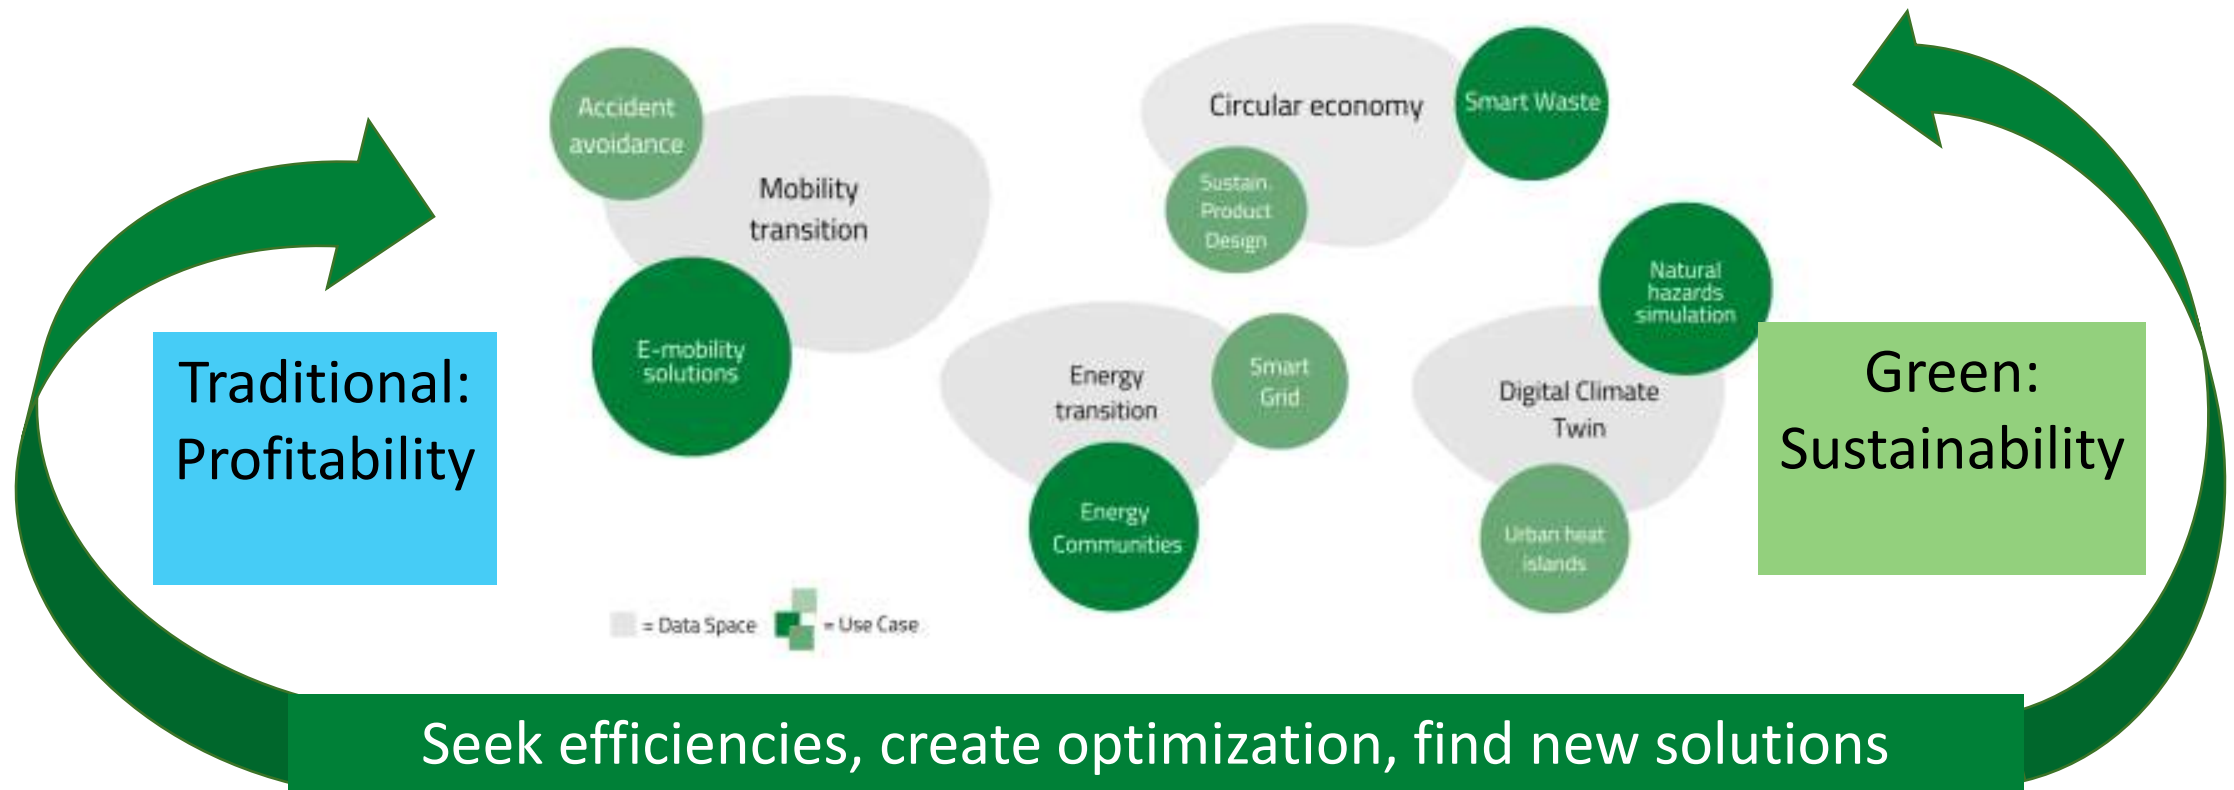 Accident
avoidance
Mobility
transition
E-mobility
solutions
Circular economy
Smart Waste
Sustain.
Product
Design
Natural
hazards
simulation
Energy
transition
Smart
Grid
Energy
Communities
Digital Climate
Twin
Urban heat
islands
Traditional:
Profitability
Green:
Sustainability
= Data Space
= Use Case
Seek efficiencies, create optimization, find new solutions